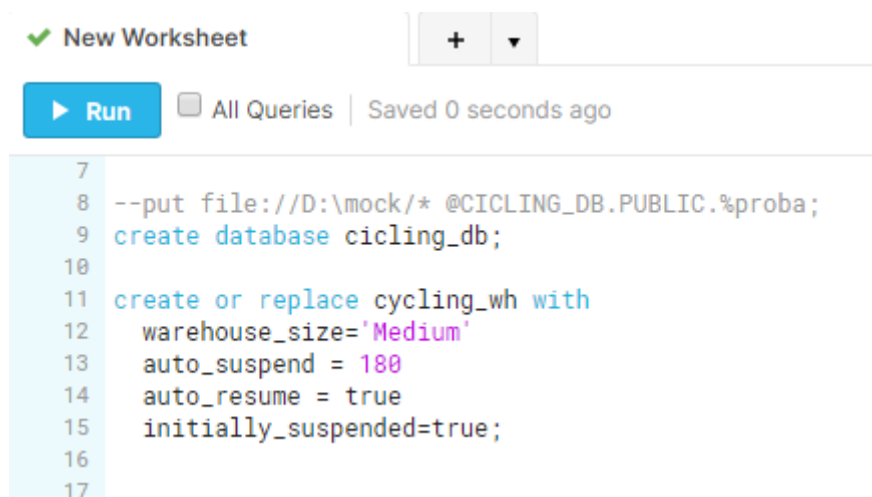 New Worksheet + ▼
Run All Queries | Saved 0 seconds ago
7
8 --put file://D:\mock/* @CICLING_DB.PUBLIC.%proba;
9 create database cicling_db;
10
11 create or replace cycling_wh with
12 warehouse_size='Medium'
13 auto_suspend = 180
14 auto_resume = true
15 initially_suspended=true;
16
17